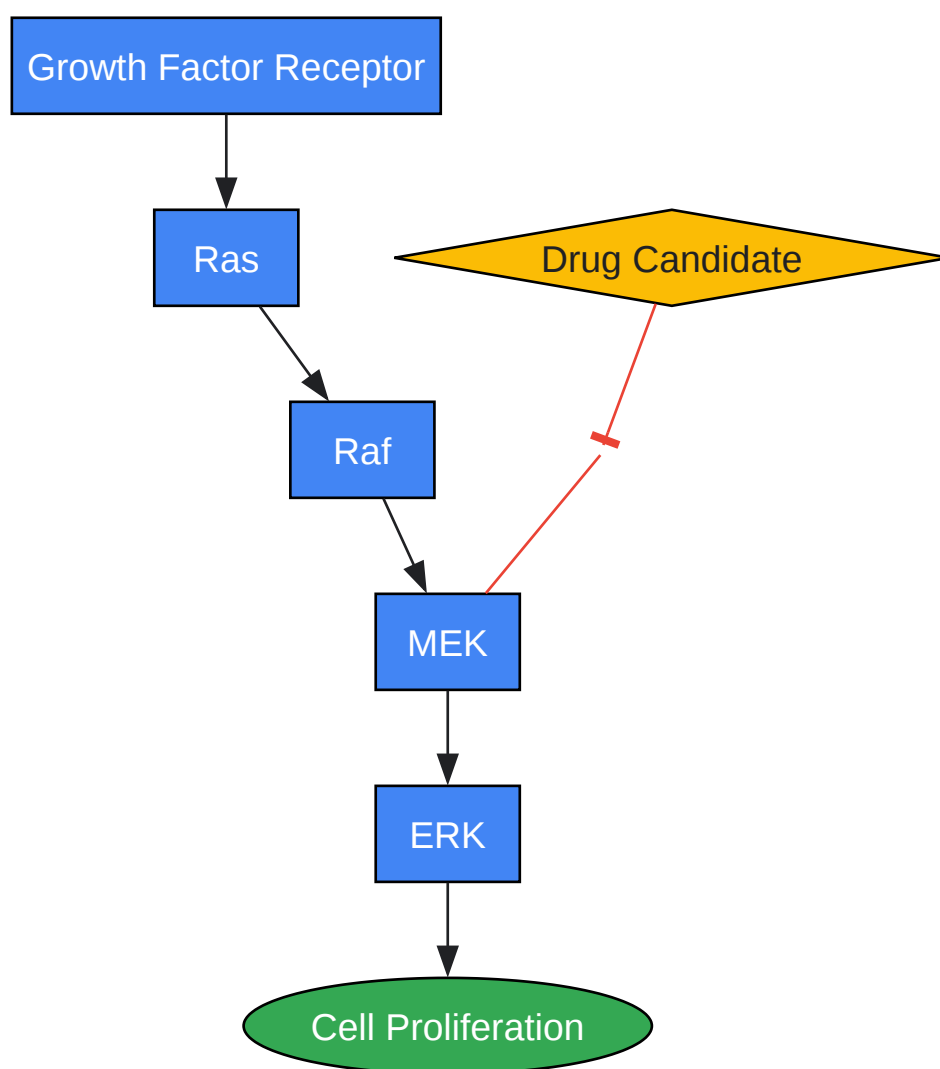 Growth Factor Receptor
Ras
Drug Candidate
Raf
MEK
ERK
Cell Proliferation